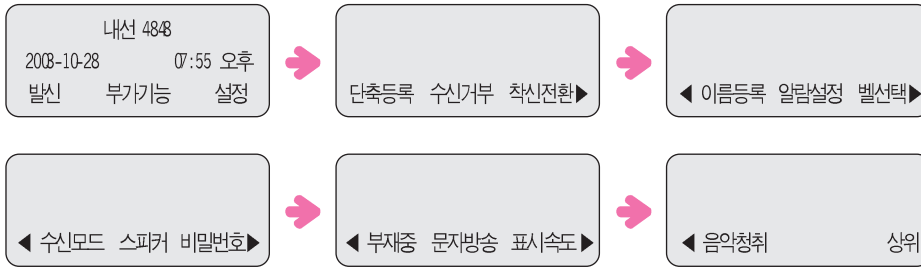 내선 4848
2003-10-28 07:55 오후
발신 부가기능 설정
단축등록 수신거부 착신전환▶
◀ 이름등록 알람설정 벨선택▶
◀ 수신모드 스피커 비밀번호▶
◀ 부재중 문자방송 표시속도▶
◀ 음악청취 상위